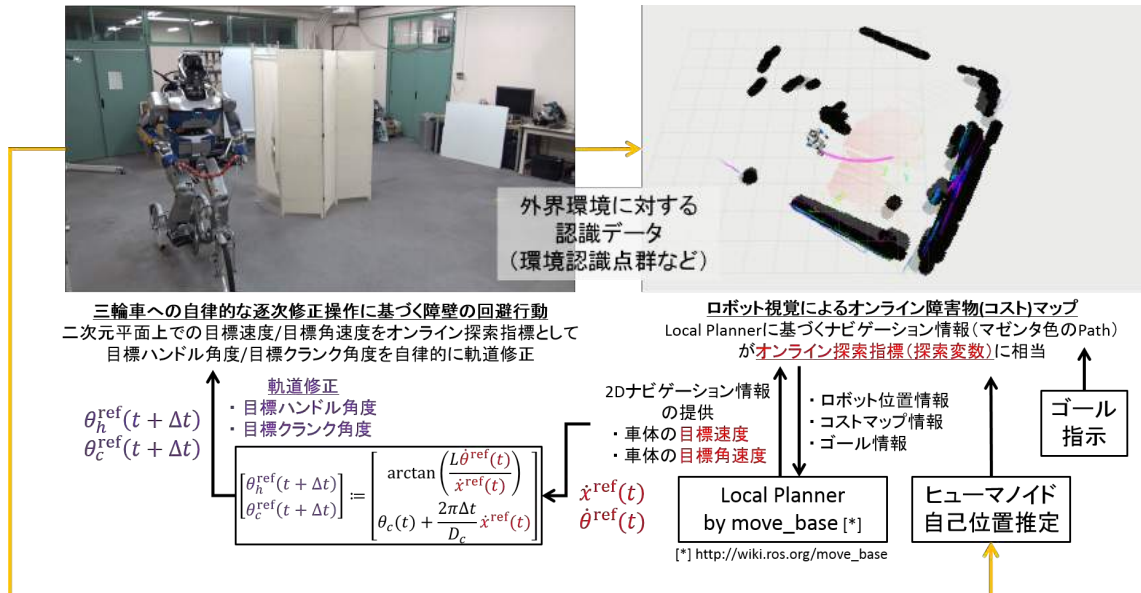 外界環境に対する
認識データ
(環境認識点群など)
三輪車への自律的な逐次修正操作に基づく障壁の回避行動
二次元平面上での目標速度/目標角速度をオンライン探索指標として
目標ハンドル角度/目標クランク角度を自律的に軌道修正
ロボット視覚によるオンライン障害物(コスト)マップ
Local Plannerに基づくナビゲーション情報(マゼンタ色のPath)
がオンライン探索指標(探索変数)に相当
軌道修正
・目標ハンドル角度
・目標クランク角度
θ_h^ref(t + Δt)
θ_c^ref(t + Δt)
[θ_h^ref(t + Δt) θ_c^ref(t + Δt)] ≔ [arctan(Lθ̇^ref(t)/ẋ^ref(t)) θ_c(t) + 2πΔt/D_c ẋ^ref(t)]
2Dナビゲーション情報
の提供
・車体の目標速度
・車体の目標角速度
ẋ^ref(t)
θ̇^ref(t)
・ロボット位置情報
・コストマップ情報
・ゴール情報
ゴール
指示
Local Planner
by move_base [*]
ヒューマノイド
自己位置推定
[*] http://wiki.ros.org/move_base